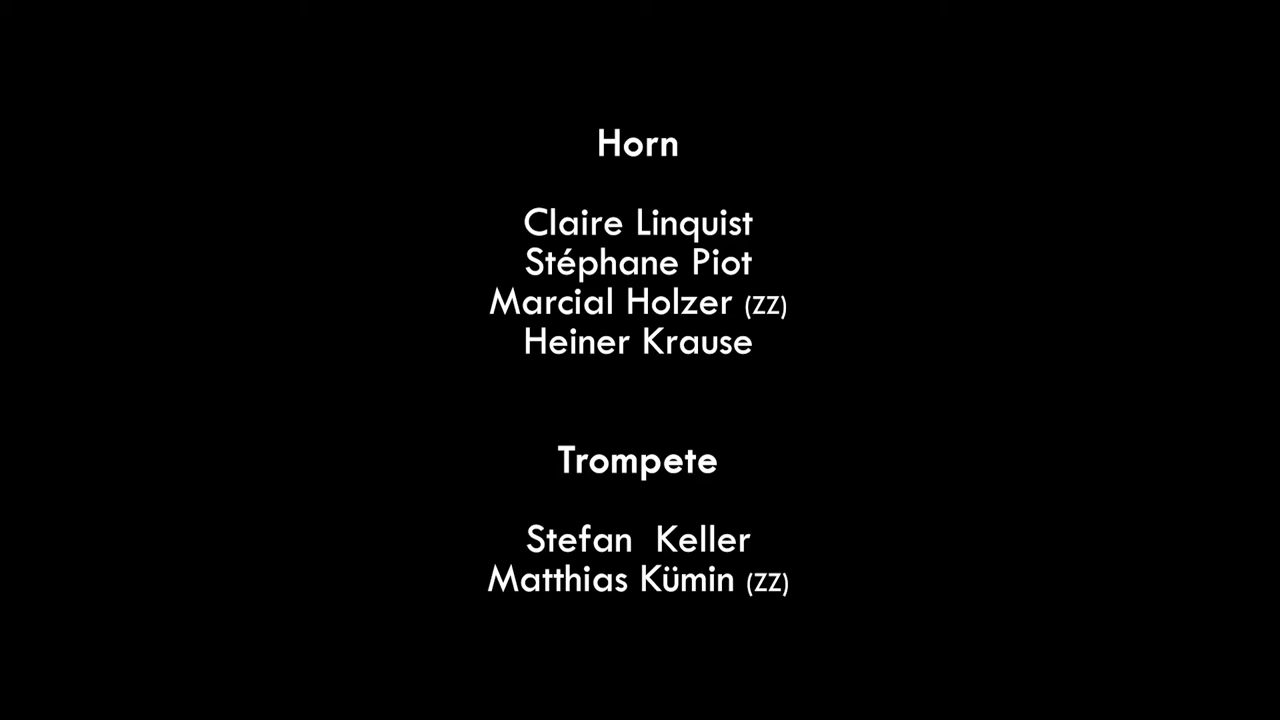 Horn
Claire Linquist
Stéphane Piot
Marcial Holzer (ZZ)
Heiner Krause
Trompete
Stefan  Keller
Matthias Kümin (ZZ)